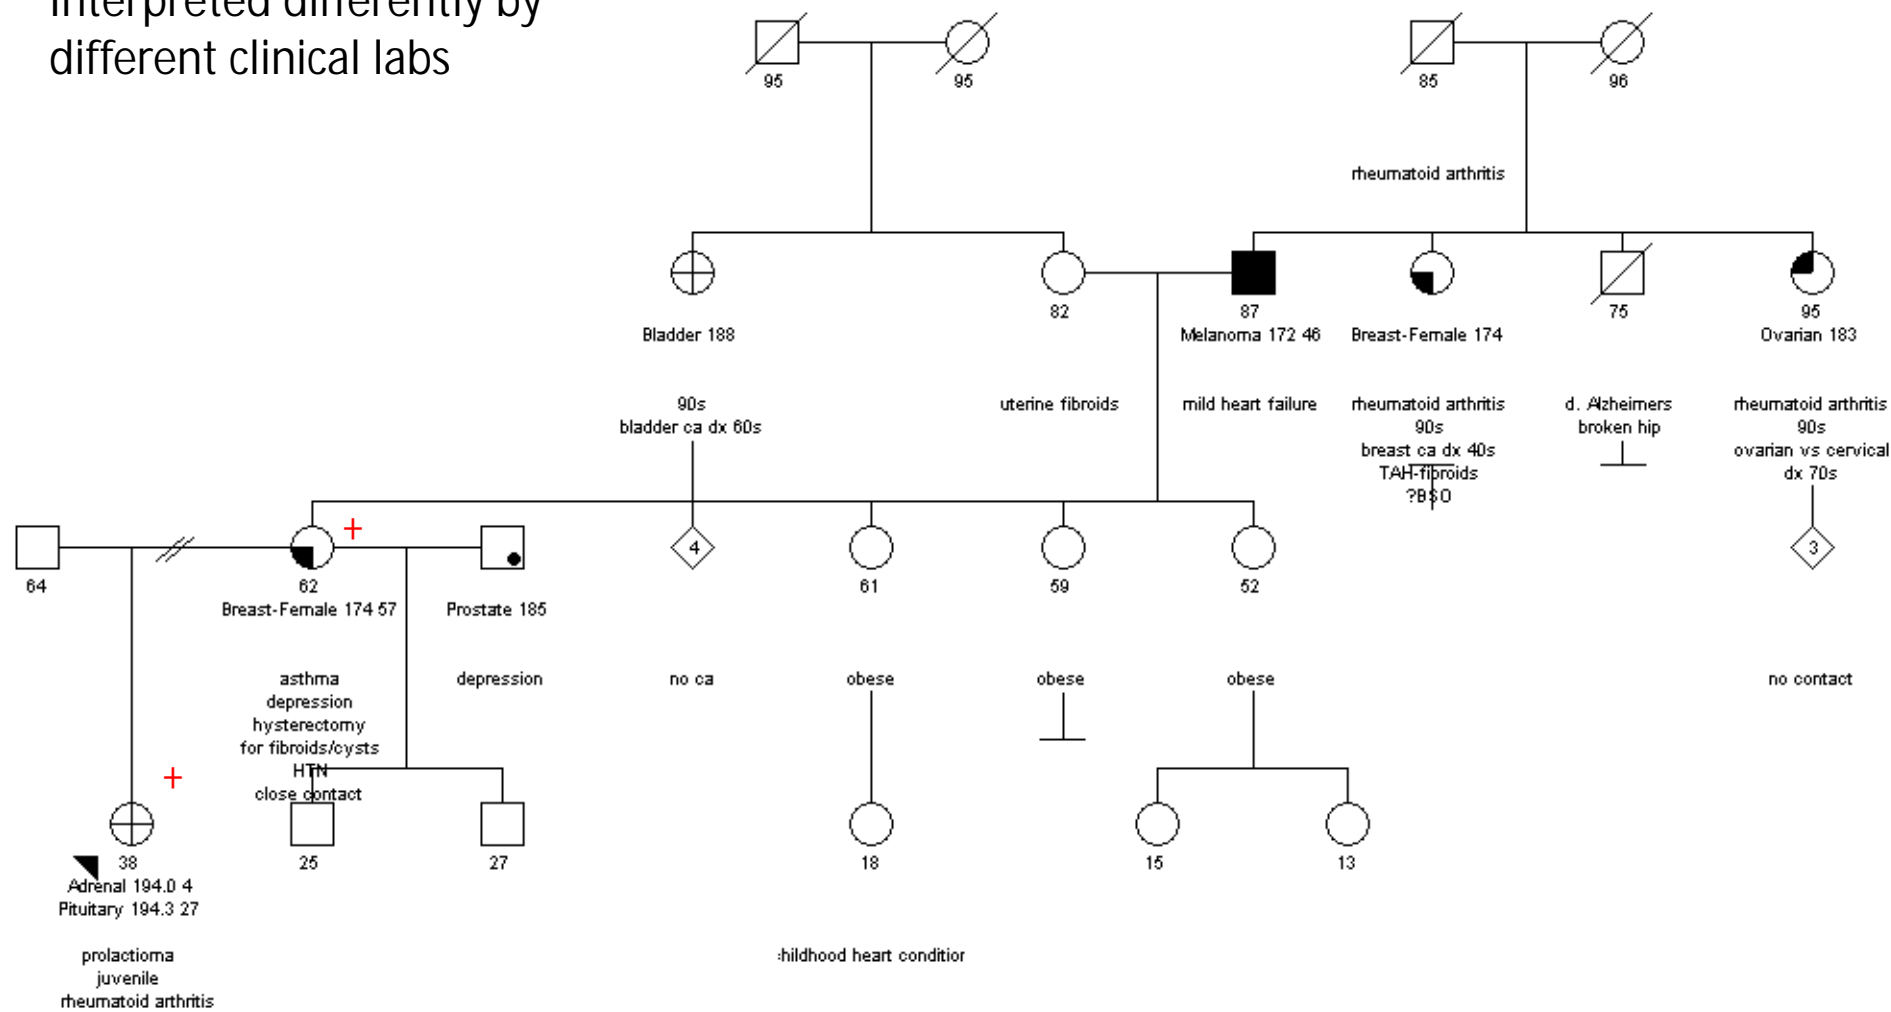 Interpreted differently by
different clinical labs
95
95
85
96
rheumatoid arthritis
Bladder 188
90s
bladder ca dx 60s
82
uterine fibroids
87
Melanoma 172 46
mild heart failure
Breast-Female 174
rheumatoid arthritis
90s
breast ca dx 40s
TAH-fibroids
?BSO
75
d. Alzheimers
broken hip
95
Ovarian 183
rheumatoid arthritis
90s
ovarian vs cervical
dx 70s
64
+
62
Breast-Female 174 57
asthma
depression
hysterectomy
for fibroids/cysts
HTN
close contact
Prostate 185
depression
4
no ca
61
obese
59
obese
52
obese
3
no contact
+
38
Adrenal 194.0 4
Pituitary 194.3 27
prolactioma
juvenile
rheumatoid arthritis
25
27
18
hildhood heart conditior
15
13